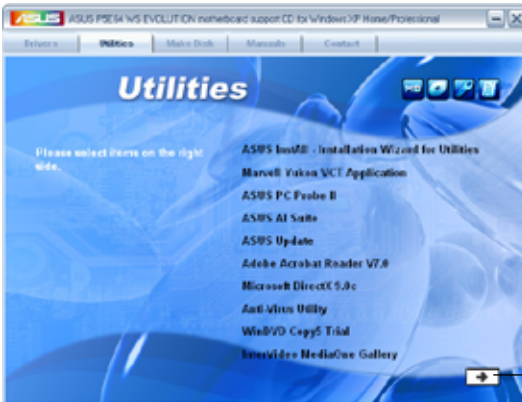 ASUS
ASUS P5E64 WS EVOLUTION motherboard support CD for Windows XP Home/Professional
Drivers
Utilities
Make Disk
Manuals
Contact
Utilities
Please select items on the right
side.
ASUS InstAll - Installation Wizard for Utilities
Marvell Yukon VCT Application
ASUS PC Probe II
ASUS AI Suite
ASUS Update
Adobe Acrobat Reader V7.0
Microsoft DirectX 9.0c
Anti-Virus Utility
WinDVD Copy5 Trial
InterVideo MediaOne Gallery